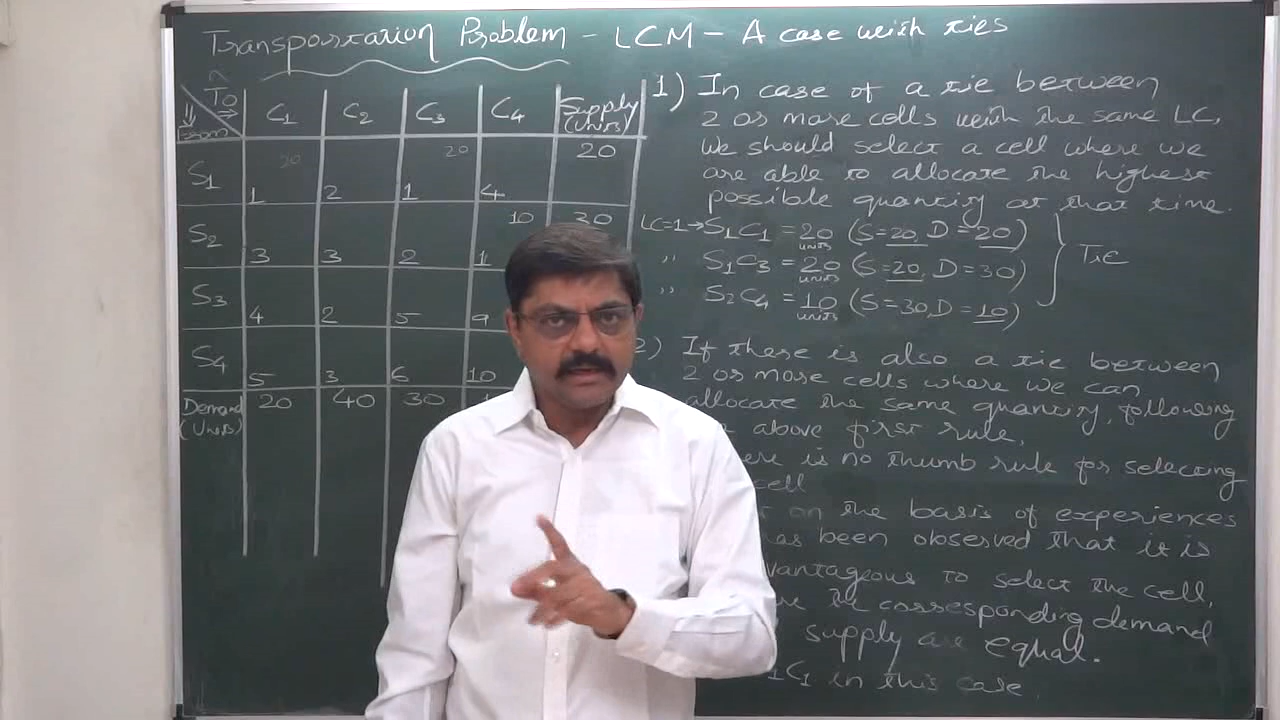 Transportation Problem - LCM - A case with ties
To
From
C1 C2 C3 C4 Supply (Units)
20 20 20
S1
1 2 1 4
10 30
S2
3 3 2 1
S3
4 2 5 9
S4
5 3 6 10
Demand (Units) 20 40 30 1
1) In case of a tie between
2 or more cells with the same LC,
we should select a cell where we
are able to allocate the highest
possible quantity at that time.
LC=1→ S1C1 = 20 units (S=20, D=20)
" S1C3 = 20 units (S=20, D=30)
" S2C4 = 10 units (S=30, D=10)
Tie
2) If there is also a tie between
2 or more cells where we can
allocate the same quantity, following
above first rule,
ere is no thumb rule for selecting
cell
on the basis of experiences
has been observed that it is
vantageous to select the cell,
the corresponding demand
supply are equal.
1C1 in this case.